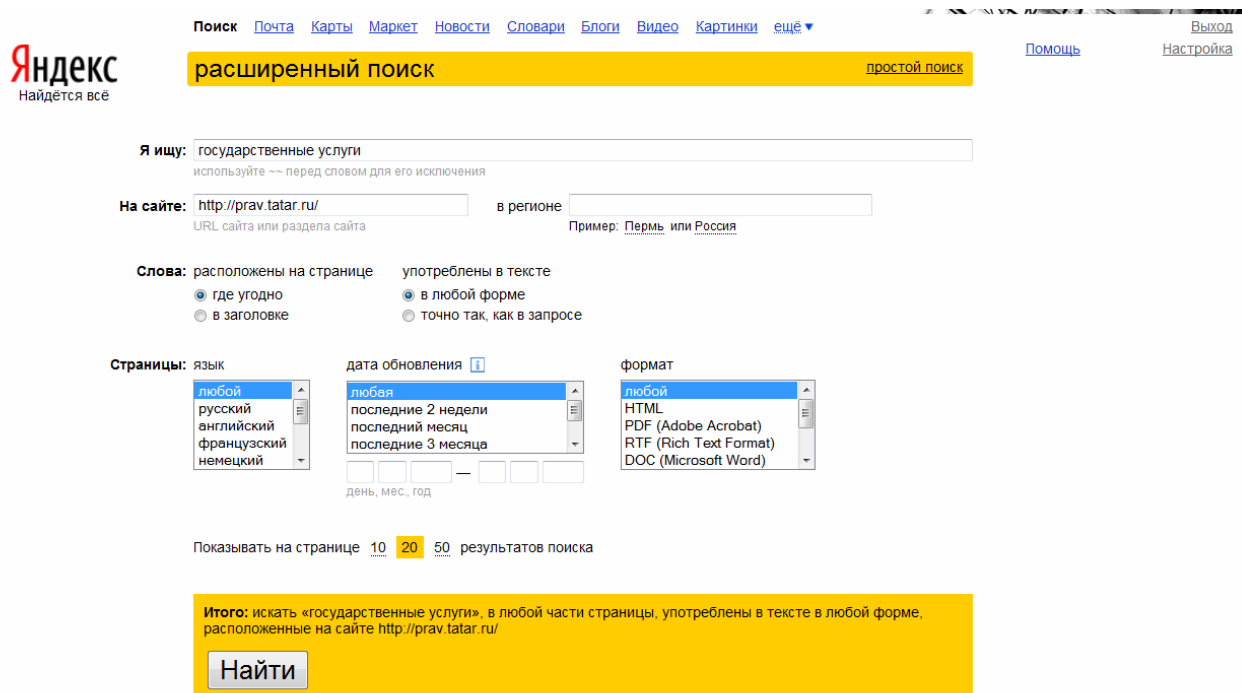 Поиск Почта Карты Маркет Новости Словари Блоги Видео Картинки ещё Выход
Помощь Настройка
Яндекс
Найдётся всё
расширенный поиск простой поиск
Я ищу: государственные услуги
используйте ~~ перед словом для его исключения
На сайте: http://prav.tatar.ru/ в регионе
URL сайта или раздела сайта Пример: Пермь или Россия
Слова: расположены на странице употреблены в тексте
где угодно в любой форме
в заголовке точно так, как в запросе
Страницы: язык дата обновления i формат
любой любая любой
русский последние 2 недели HTML
английский последний месяц PDF (Adobe Acrobat)
французский последние 3 месяца RTF (Rich Text Format)
немецкий DOC (Microsoft Word)
—
день, мес., год
Показывать на странице 10 20 50 результатов поиска
Итого: искать «государственные услуги», в любой части страницы, употреблены в тексте в любой форме,
расположенные на сайте http://prav.tatar.ru/
Найти